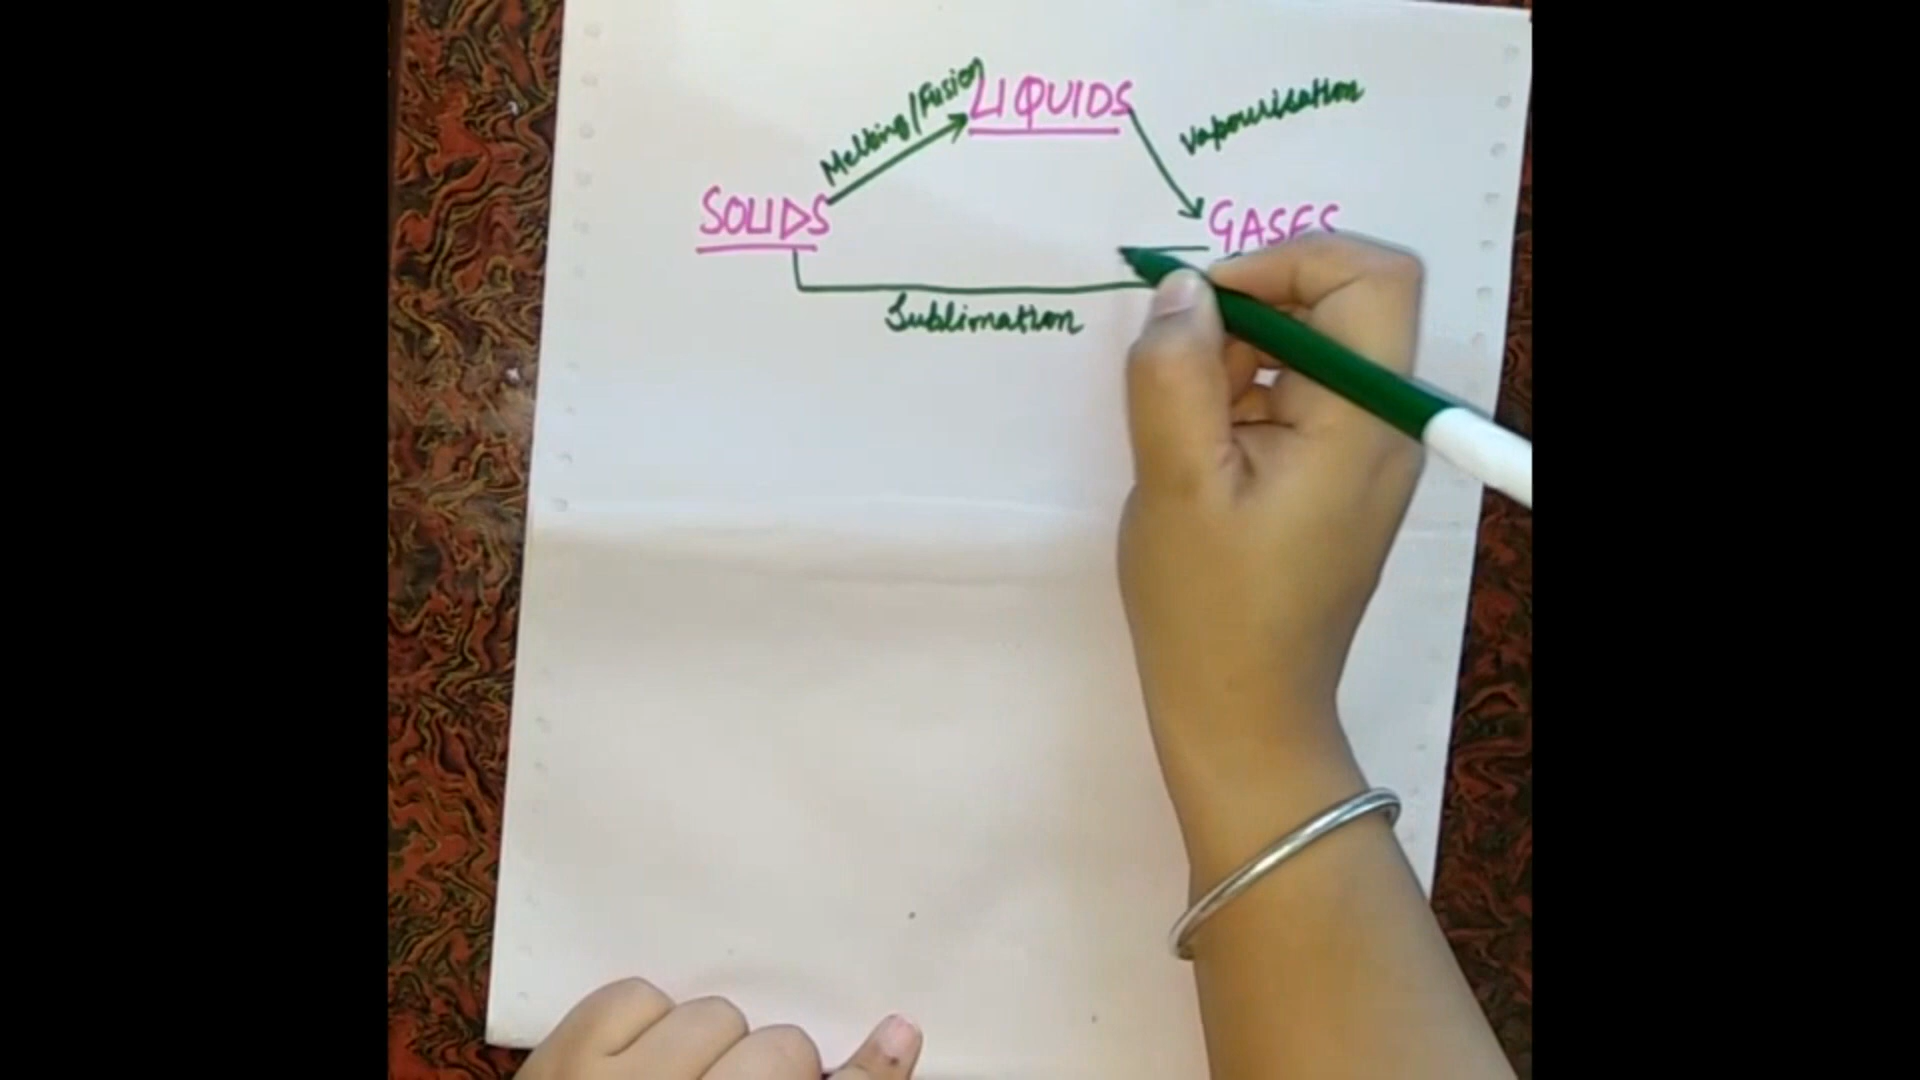 Melting/Fusion
LIQUIDS
Vapourisation
SOLIDS
GASES
Sublimation